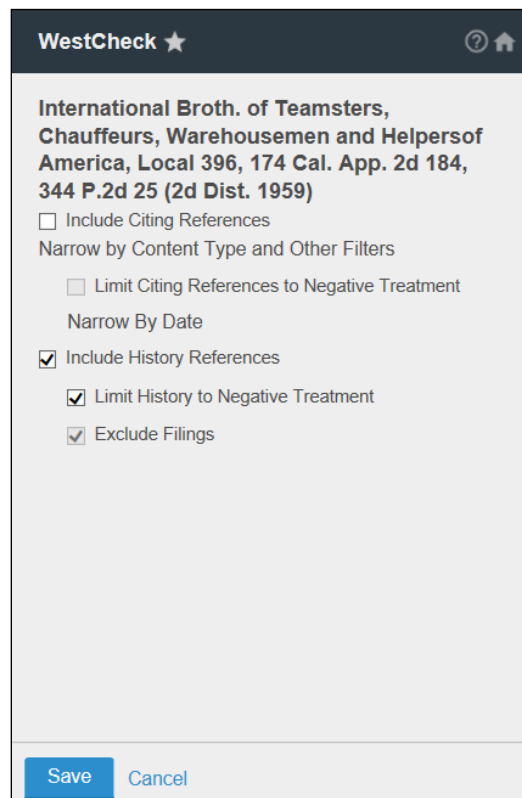 WestCheck
International Broth. of Teamsters,
Chauffeurs, Warehousemen and Helpersof
America, Local 396, 174 Cal. App. 2d 184,
344 P.2d 25 (2d Dist. 1959)
Include Citing References
Narrow by Content Type and Other Filters
Limit Citing References to Negative Treatment
Narrow By Date
Include History References
Limit History to Negative Treatment
Exclude Filings
Save Cancel